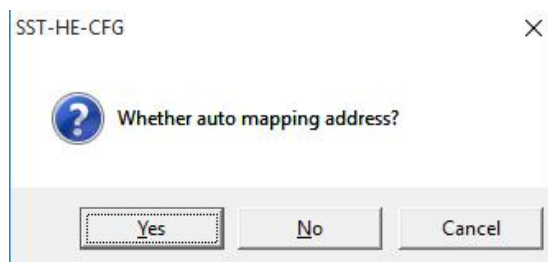 SST-HE-CFG
Whether auto mapping address?
Yes No Cancel